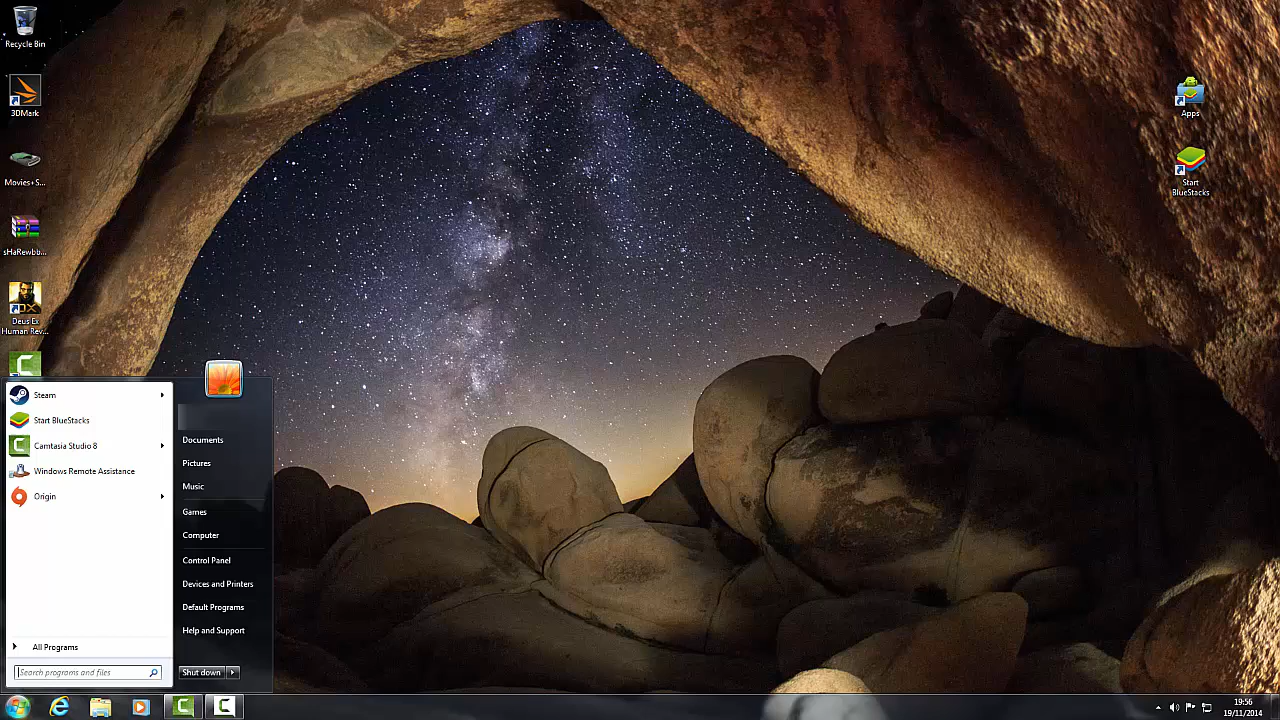 Recycle Bin
3DMark
Movies+S...
sHaRewbb...
Deus Ex
Human Rev...
Apps
Start
BlueStacks
Steam
Start BlueStacks
Camtasia Studio 8
Windows Remote Assistance
Origin
All Programs
Search programs and files
Documents
Pictures
Music
Games
Computer
Control Panel
Devices and Printers
Default Programs
Help and Support
Shut down
19:56
19/11/2014